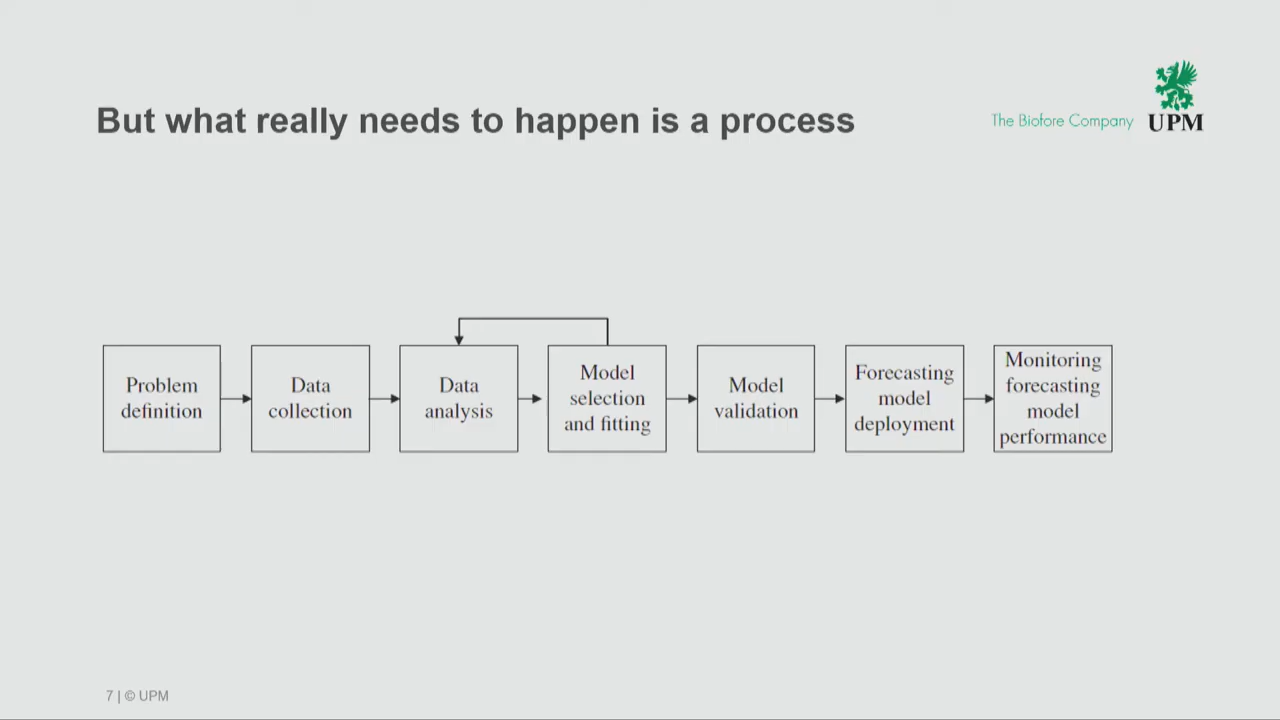 But what really needs to happen is a process
The Biofore Company
UPM
Problem
definition
Data
collection
Data
analysis
Model
selection
and fitting
Model
validation
Forecasting
model
deployment
Monitoring
forecasting
model
performance
7 | © UPM